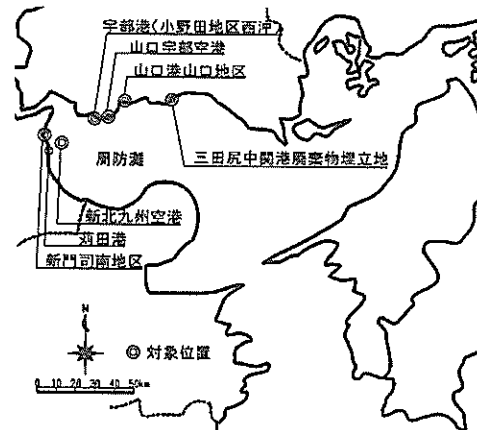 宇部港(小野田地区西沖)
山口宇部空港
山口港山口地区
周防灘
三田尻中関港廃棄物埋立地
新北九州空港
苅田港
新門司南地区
N
◎対象位置
0 10 20 30 40 50km